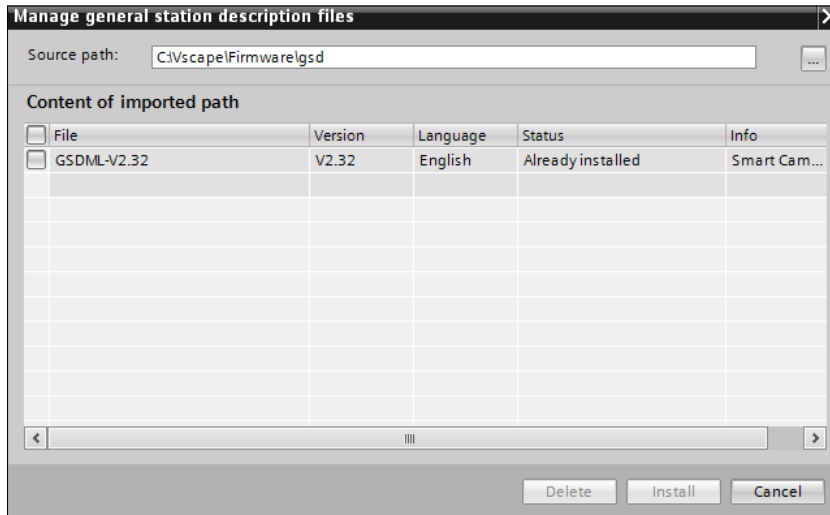 Manage general station description files
Source path: C:\Vscape\Firmware\gsd ...
Content of imported path
File Version Language Status Info
GSDML-V2.32 V2.32 English Already installed Smart Cam...
Delete Install Cancel